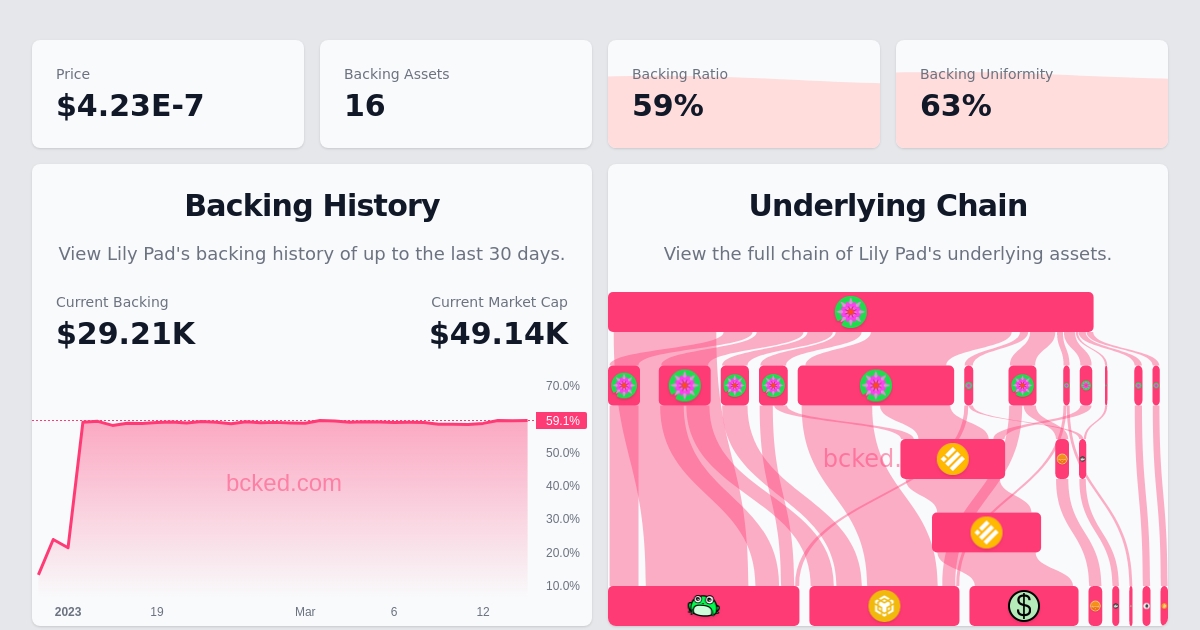 Price
$4.23E-7
Backing Assets
16
Backing Ratio
59%
Backing Uniformity
63%
Backing History
View Lily Pad's backing history of up to the last 30 days.
Current Backing
$29.21K
Current Market Cap
$49.14K
70.0%
59.1%
50.0%
40.0%
30.0%
20.0%
10.0%
bcked.com
2023
19
Mar
6
12
Underlying Chain
View the full chain of Lily Pad's underlying assets.
bcked.
$